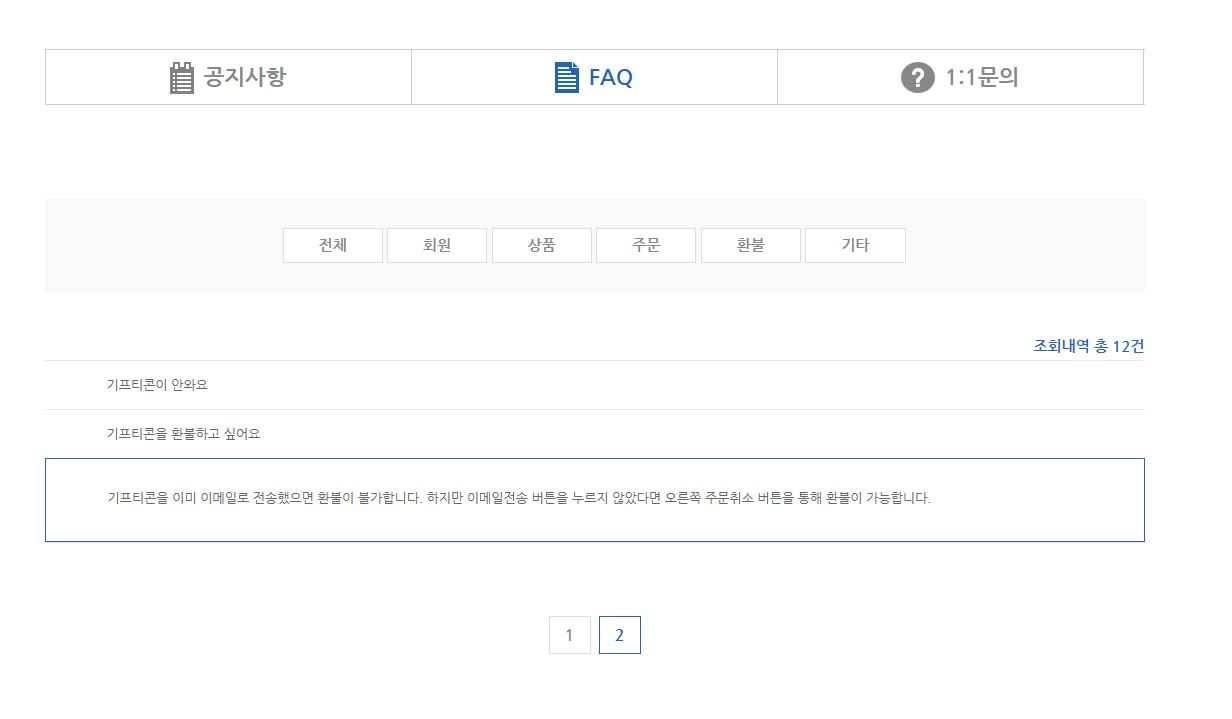 공지사항
FAQ
1:1문의
전체
회원
상품
주문
환불
기타
조회내역 총 12건
기프티콘이 안와요
기프티콘을 환불하고 싶어요
기프티콘을 이미 이메일로 전송했으면 환불이 불가합니다. 하지만 이메일전송 버튼을 누르지 않았다면 오른쪽 주문취소 버튼을 통해 환불이 가능합니다.
1
2